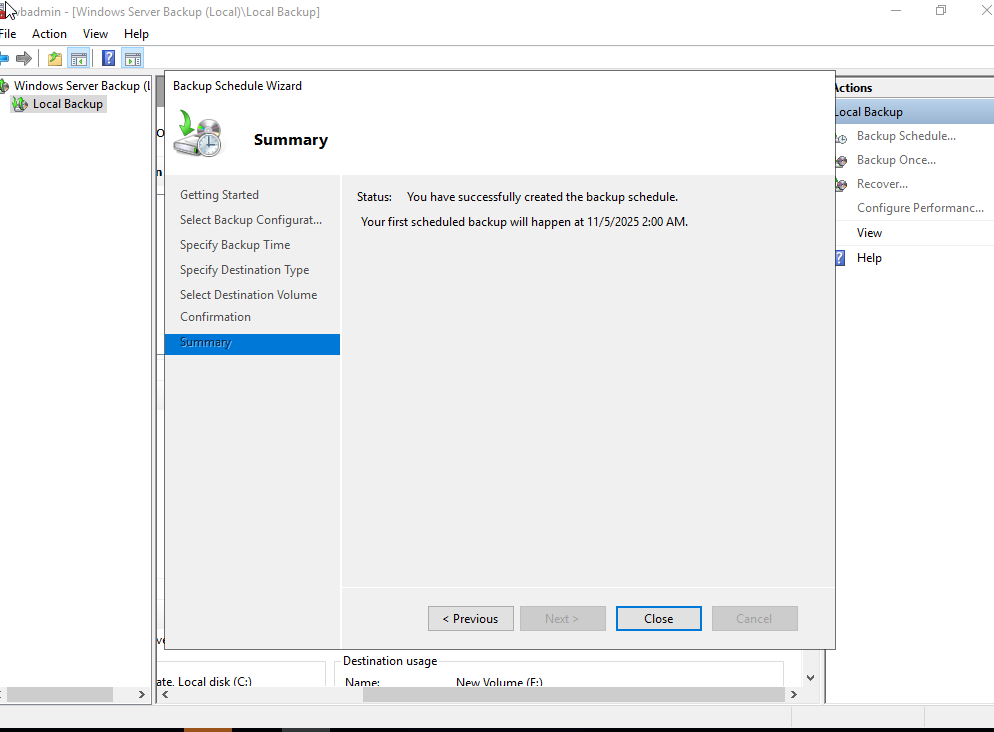 wbadmin - [Windows Server Backup (Local)\Local Backup]
File Action View Help
Windows Server Backup (L
Local Backup
Backup Schedule Wizard
Summary
Getting Started
Select Backup Configurat...
Specify Backup Time
Specify Destination Type
Select Destination Volume
Confirmation
Summary
Status: You have successfully created the backup schedule.
Your first scheduled backup will happen at 11/5/2025 2:00 AM.
< Previous
Next >
Close
Cancel
Actions
Local Backup
Backup Schedule...
Backup Once...
Recover...
Configure Performanc...
View
Help
Destination usage
ate, Local disk (C:)
Name: New Volume (E:)